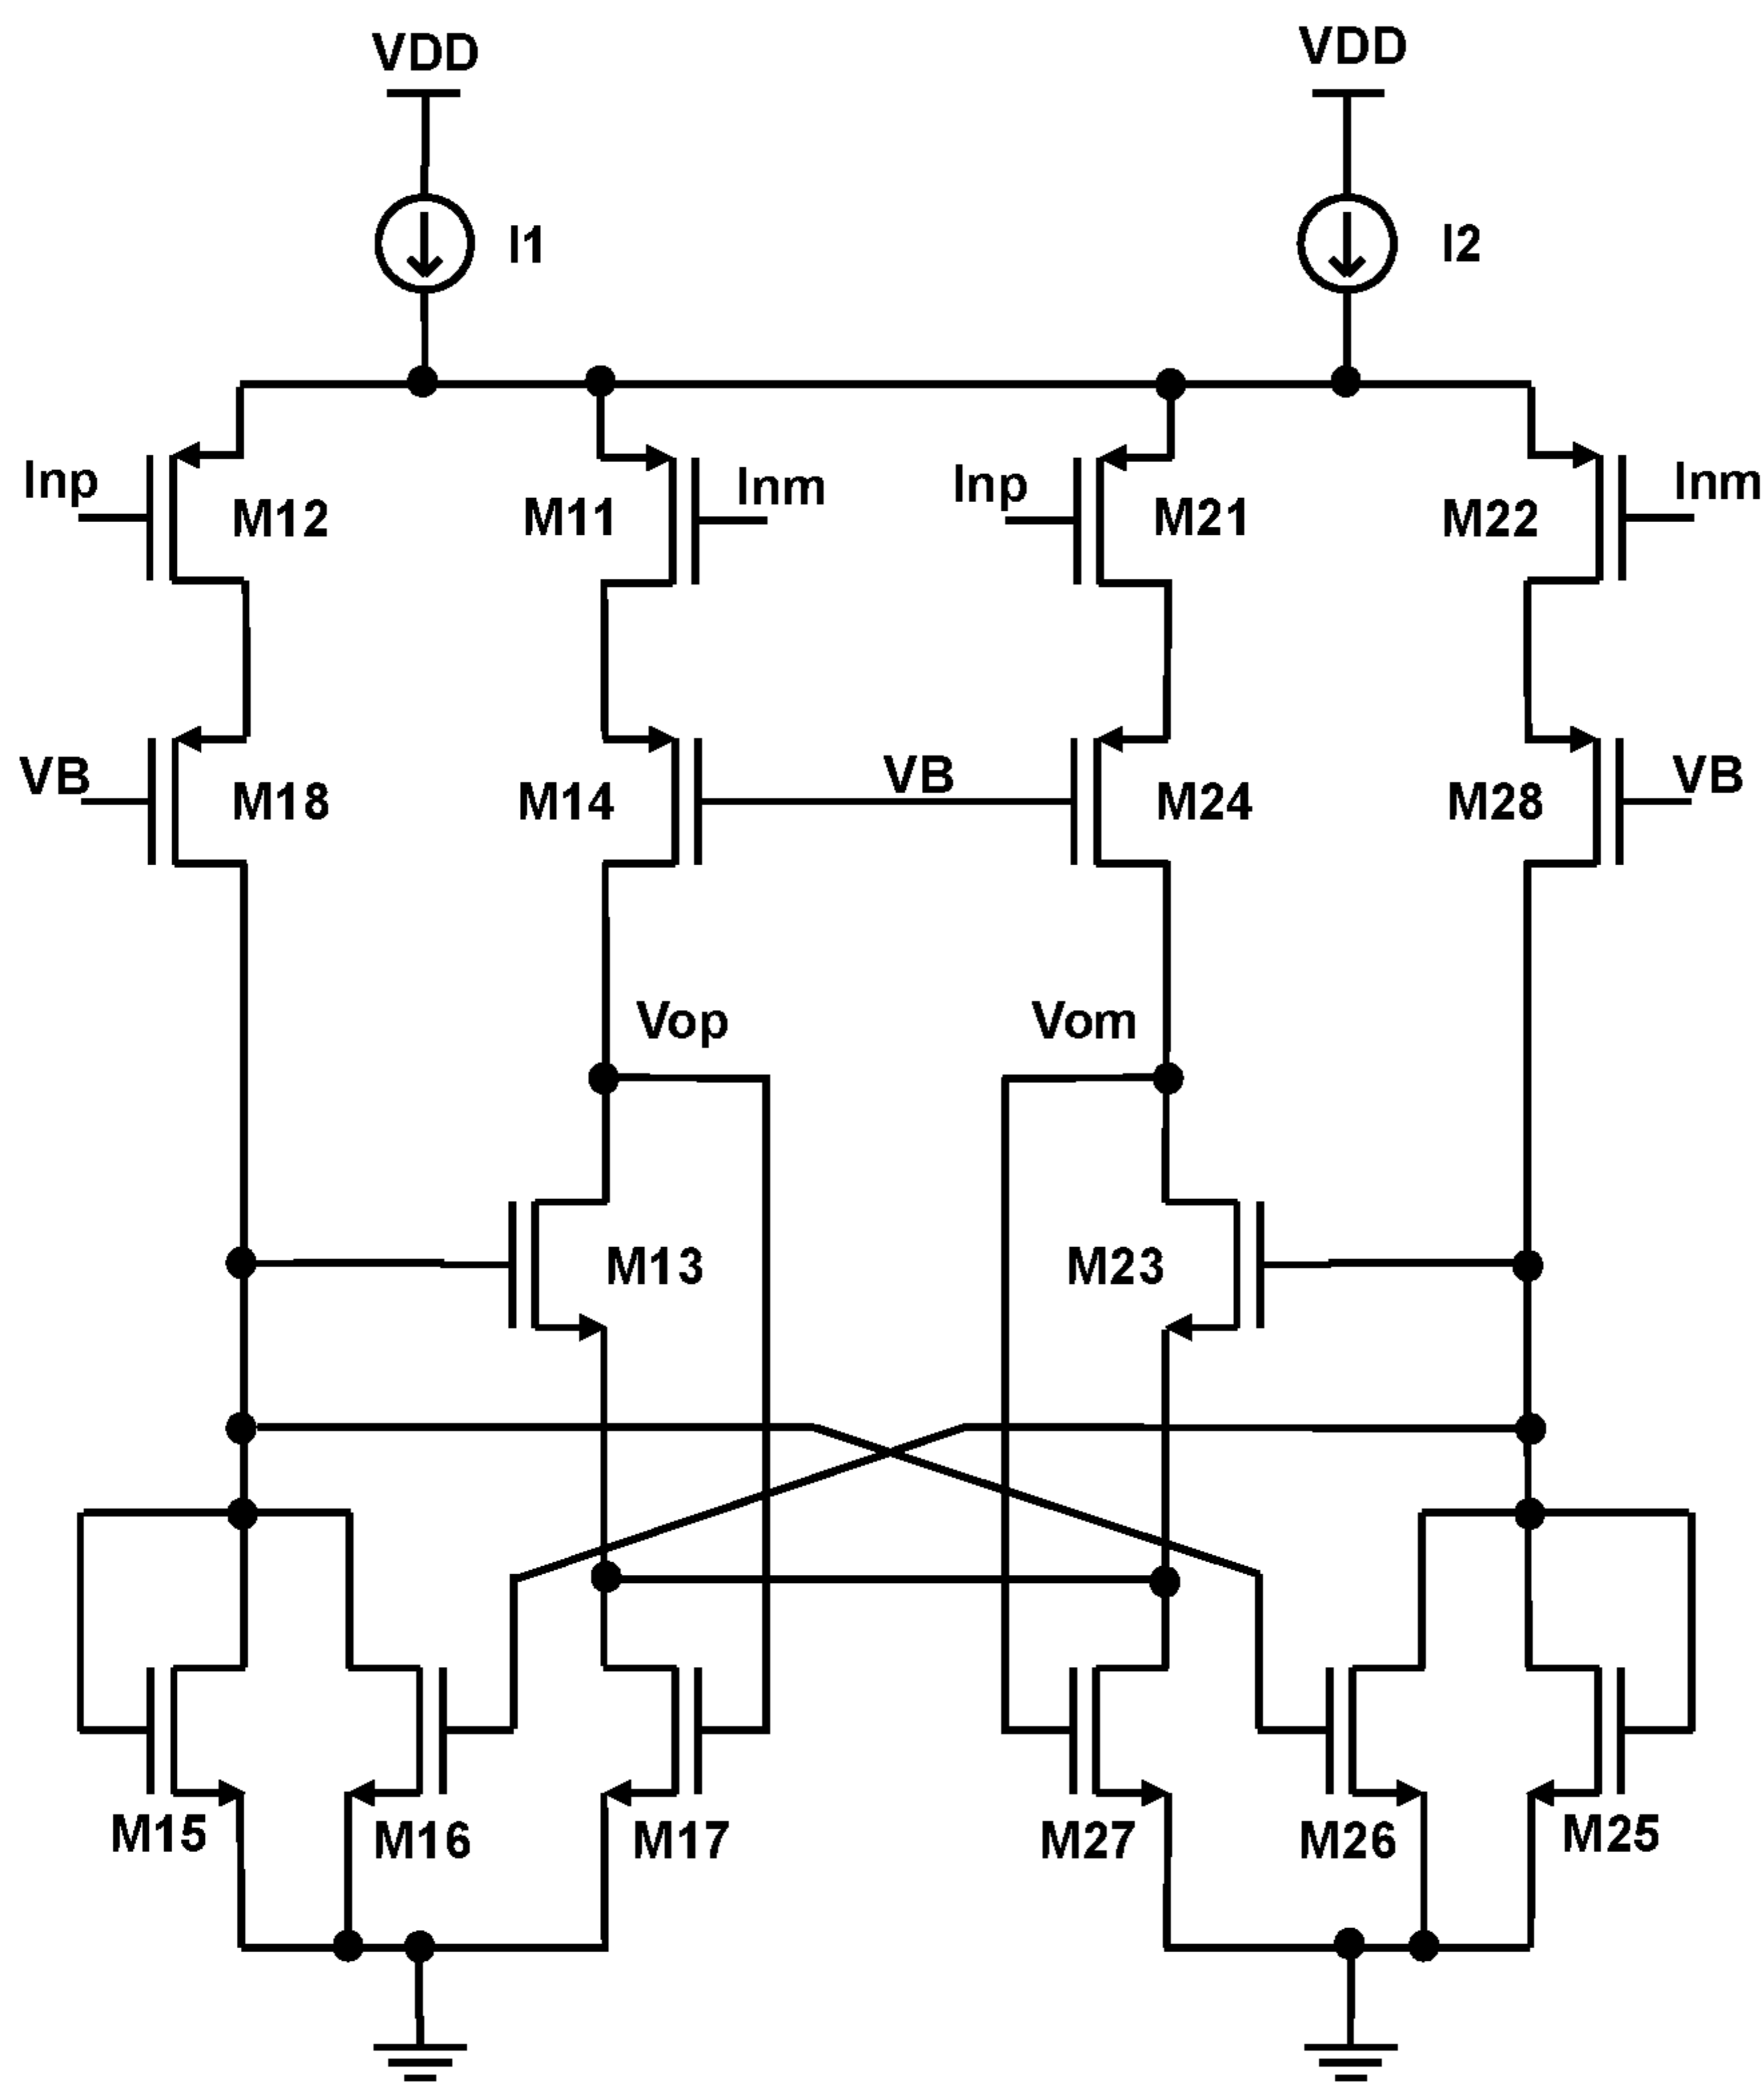 VDD VDD
I1 I2
Inp M12 M11 Inm Inp M21 M22 Inm
VB M18 M14 VB M24 M28 VB
Vop Vom
M13 M23
M15 M16 M17 M27 M26 M25